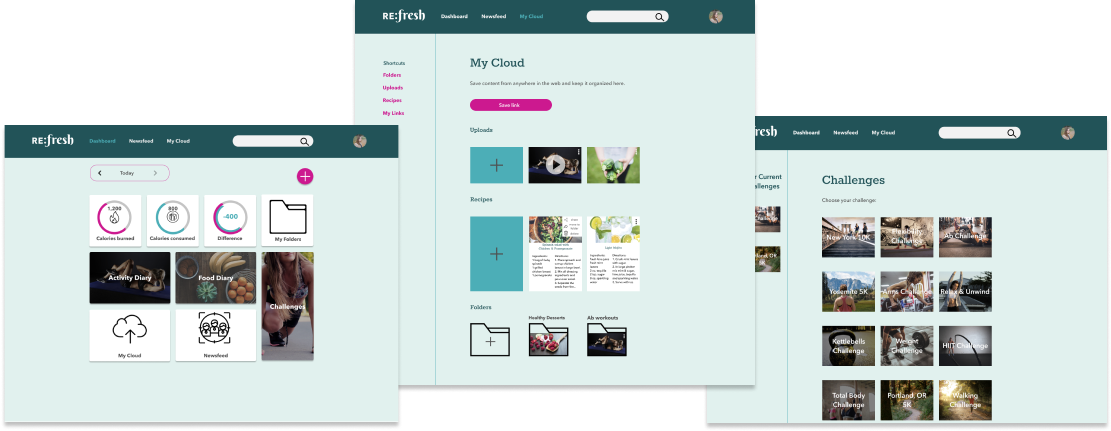 RE:fresh
Dashboard
Newsfeed
My Cloud
Today
1,200
Calories burned
800
Calories consumed
-400
Difference
My Folders
Activity Diary
Food Diary
Challenges
My Cloud
Newsfeed
RE:fresh
Dashboard
Newsfeed
My Cloud
Shortcuts
Folders
Uploads
Recipes
My Links
My Cloud
Save content from anywhere in the web and keep it organized here.
Save link
Uploads
Recipes
Ingredients:
Directions:
Ingredients:
Directions:
Folders
Healthy Desserts
Ab workouts
fresh
Dashboard
Newsfeed
My Cloud
Current
Challenges
Choose your challenge:
New York 10K
Flexibility
Challenge
Ab Challenge
Yosemite 5K
Arms Challenge
Relax & Unwind
Kettlebells
Challenge
Weight
Challenge
HIIT Challenge
Total Body
Challenge
Portland, OR
5K
Walking
Challenge